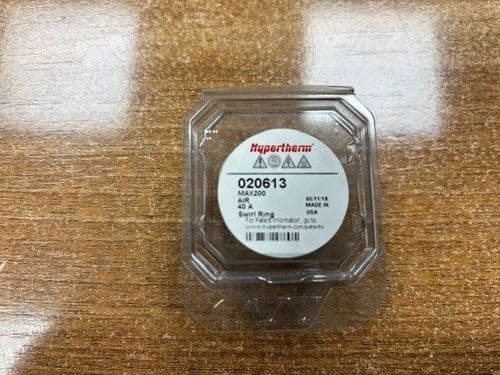 Hypertherm®
020613
MAX200
AIR 05/11/18
40 A MADE IN
Swirl Ring USA
For Patent information, go to
www.hypertherm.com/patents